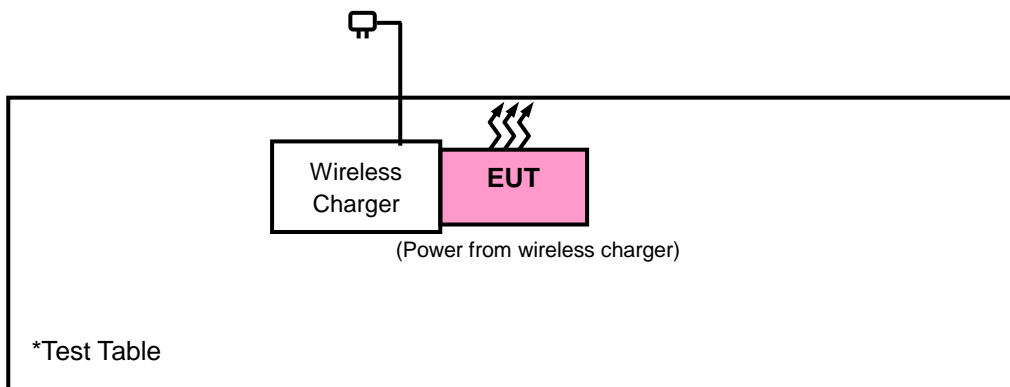 Wireless
Charger
EUT
(Power from wireless charger)
*Test Table